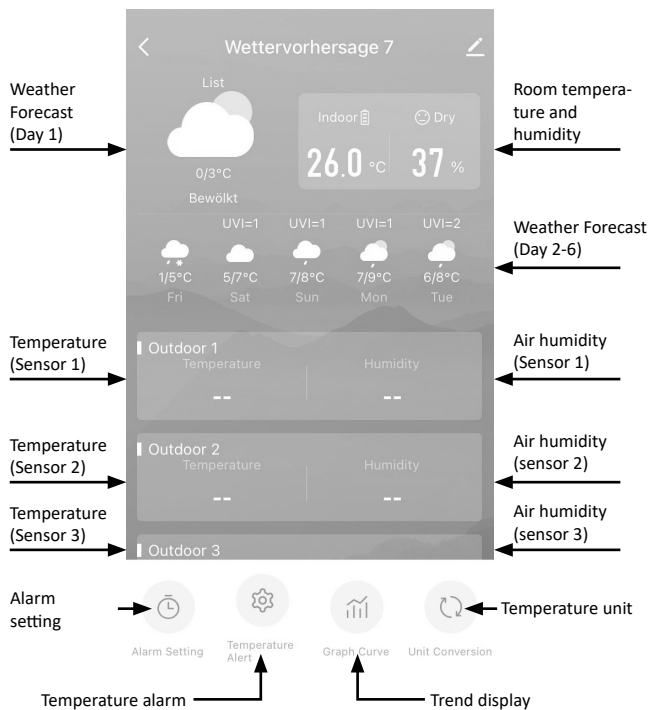 Wettervorhersage 7
Weather
Forecast
(Day 1)
List
0/3°C
Bewölkt
Indoor
Dry
26.0 °C
37 %
Room tempera-
ture and
humidity
UVI=1 UVI=1 UVI=1 UVI=2
1/5°C 5/7°C 7/8°C 7/9°C 6/8°C
Fri Sat Sun Mon Tue
Weather Forecast
(Day 2-6)
Temperature
(Sensor 1)
Outdoor 1
Temperature Humidity
-- --
Air humidity
(Sensor 1)
Temperature
(Sensor 2)
Outdoor 2
Temperature Humidity
-- --
Air humidity
(sensor 2)
Temperature
(Sensor 3)
Outdoor 3
Air humidity
(sensor 3)
Alarm
setting
Alarm Setting
Temperature
Alert
Graph Curve
Unit Conversion
Temperature unit
Temperature alarm
Trend display